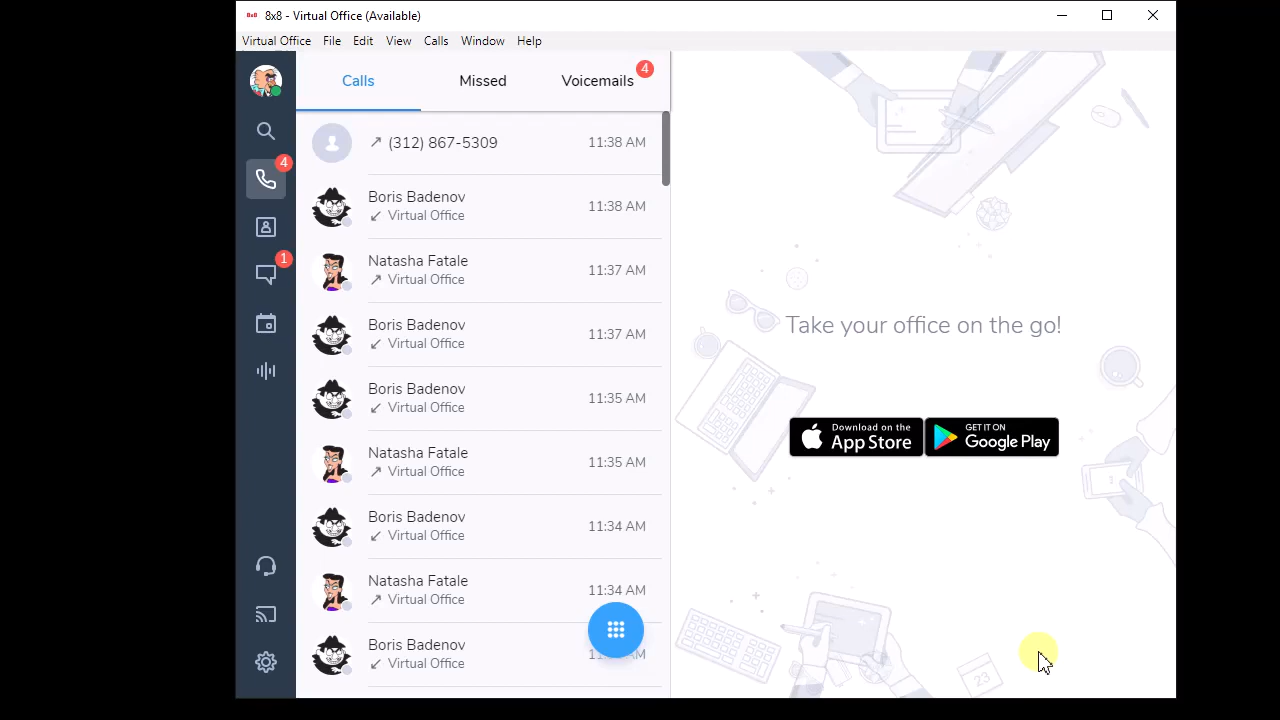 8x8 - Virtual Office (Available)
Virtual Office File Edit View Calls Window Help
Calls Missed Voicemails 4
(312) 867-5309 11:38 AM
4
Boris Badenov
Virtual Office 11:38 AM
Natasha Fatale
Virtual Office 11:37 AM
1
Boris Badenov
Virtual Office 11:37 AM
Boris Badenov
Virtual Office 11:35 AM
Natasha Fatale
Virtual Office 11:35 AM
Boris Badenov
Virtual Office 11:34 AM
Natasha Fatale
Virtual Office 11:34 AM
Boris Badenov
Virtual Office
Take your office on the go!
Download on the
App Store
GET IT ON
Google Play
23